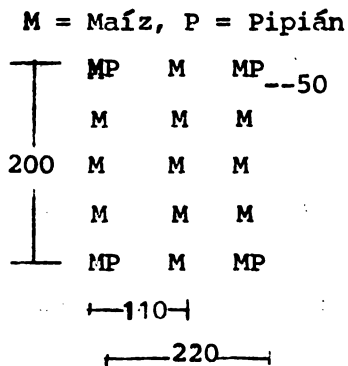 M = Maíz, P = Pipián
MP M MP
--50
M M M
200 M M M
M M M
MP M MP
110
220